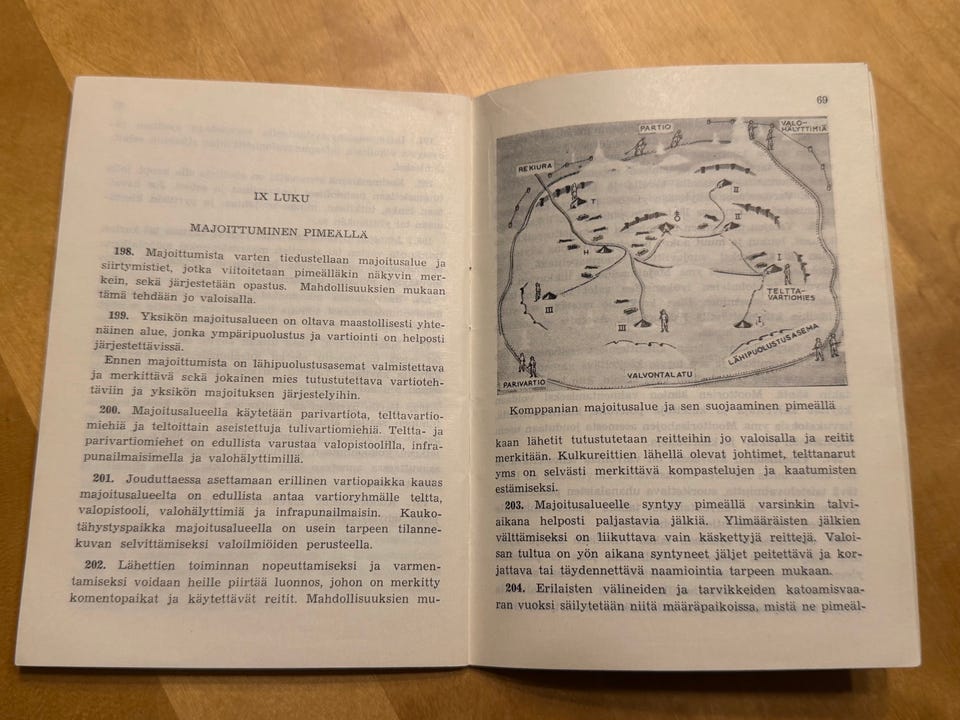 IX LUKU
MAJOITTUMINEN PIMEÄLLÄ
198. Majoittumista varten tiedustellaan majoitusalue ja
siirtymistiet, jotka viitoitetaan pimeälläkin näkyvin mer-
kein, sekä järjestetään opastus. Mahdollisuuksien mukaan
tämä tehdään jo valoisalla.
199. Yksikön majoitusalueen on oltava maastollisesti yhte-
näinen alue, jonka ympäripuolustus ja vartiointi on helposti
järjestettävissä.
Ennen majoittumista on lähipuolustusasemat valmistettava
ja merkittävä sekä jokainen mies tutustutettava vartioteh-
täviin ja yksikön majoituksen järjestelyihin.
200. Majoitusalueella käytetään parivartiota, telttavartio-
miehiä ja teltoittain aseistettuja tulivartiomiehiä. Teltta- ja
parivartiomiehet on edullista varustaa valopistoolilla, infra-
punailmaisimella ja valohälyttimillä.
201. Jouduttaessa asettamaan erillinen vartiopaikka kauas
majoitusalueelta on edullista antaa vartioryhmälle teltta,
valopistooli, valohälyttimiä ja infrapunailmaisin. Kauko-
tähystyspaikka majoitusalueella on usein tarpeen tilanne-
kuvan selvittämiseksi valoilmiöiden perusteella.
202. Lähettien toiminnan nopeuttamiseksi ja varmen-
tamiseksi voidaan heille piirtää luonnos, johon on merkitty
komentopaikat ja käytettävät reitit. Mahdollisuuksien mu-
69
PARTIO
VALO-
HÄLYTTIMIÄ
REKIURA
T
II
II
Ö
H
I
TELTTA-
VARTIOMIES
III
III
I
LÄHIPUOLUSTUSASEMA
PARIVARTIO
VALVONTALATU
Komppanian majoitusalue ja sen suojaaminen pimeällä
kaan lähetit tutustutetaan reitteihin jo valoisalla ja reitit
merkitään. Kulkureittien lähellä olevat johtimet, telttanarut
yms on selvästi merkittävä kompastelujen ja kaatumisten
estämiseksi.
203. Majoitusalueelle syntyy pimeällä varsinkin talvi-
aikana helposti paljastavia jälkiä. Ylimääräisten jälkien
välttämiseksi on liikuttava vain käskettyjä reittejä. Valoi-
san tultua on yön aikana syntyneet jäljet peitettävä ja kor-
jattava tai täydennettävä naamiointia tarpeen mukaan.
204. Erilaisten välineiden ja tarvikkeiden katoamisvaa-
ran vuoksi säilytetään niitä määräpaikoissa, mistä ne pimeäl-